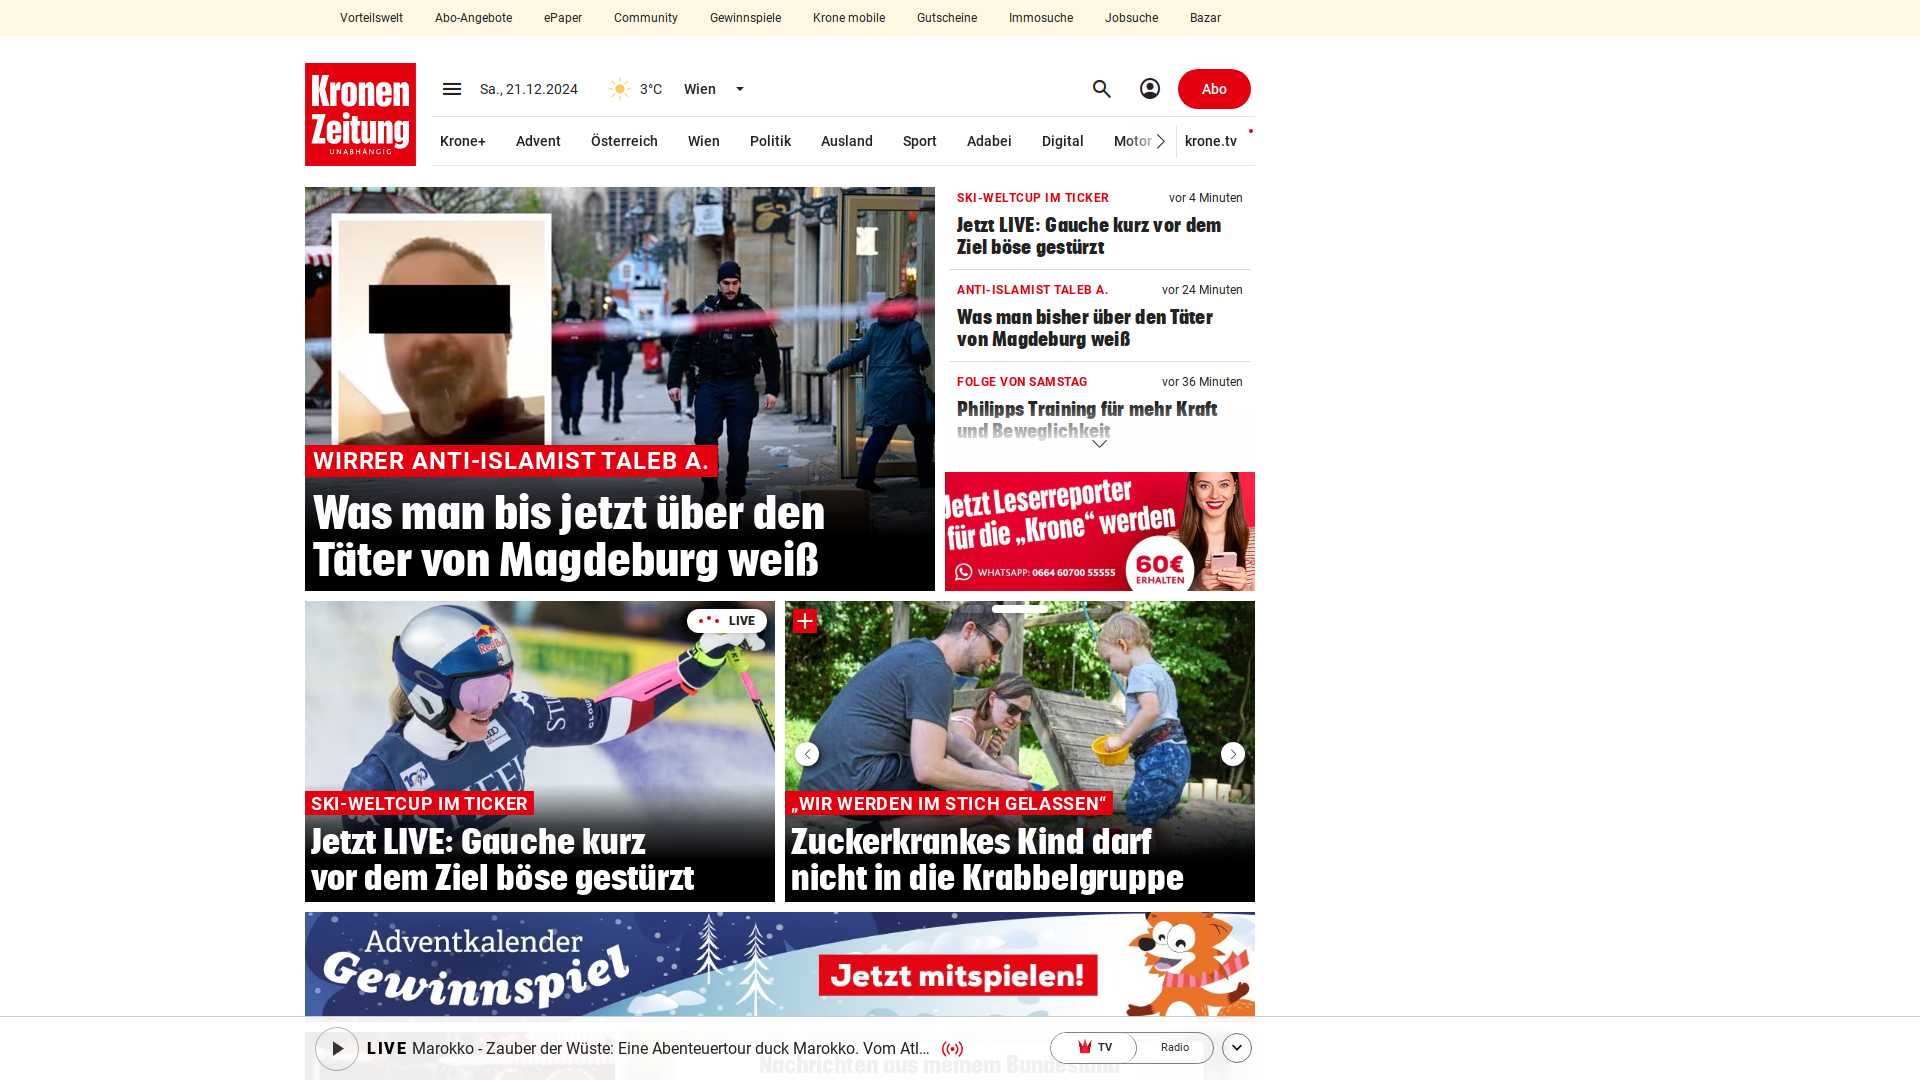 Vorteilswelt Abo-Angebote ePaper Community Gewinnspiele Krone mobile Gutscheine Immosuche Jobsuche Bazar
Kronen
Zeitung
UNABHÄNGIG
Sa., 21.12.2024 3°C Wien
Abo
Krone+ Advent Österreich Wien Politik Ausland Sport Adabei Digital Motor krone.tv
WIRRER ANTI-ISLAMIST TALEB A.
Was man bis jetzt über den
Täter von Magdeburg weiß
SKI-WELTCUP IM TICKER vor 4 Minuten
Jetzt LIVE: Gauche kurz vor dem
Ziel böse gestürzt
ANTI-ISLAMIST TALEB A. vor 24 Minuten
Was man bisher über den Täter
von Magdeburg weiß
FOLGE VON SAMSTAG vor 36 Minuten
Philipps Training für mehr Kraft
und Beweglichkeit
Jetzt Leserreporter
für die „Krone“ werden
WHATSAPP: 0664 60700 55555
60€
ERHALTEN
LIVE
SKI-WELTCUP IM TICKER
Jetzt LIVE: Gauche kurz
vor dem Ziel böse gestürzt
„WIR WERDEN IM STICH GELASSEN“
Zuckerkrankes Kind darf
nicht in die Krabbelgruppe
Adventkalender
Gewinnspiel
Jetzt mitspielen!
LIVE Marokko - Zauber der Wüste: Eine Abenteuertour duck Marokko. Vom Atl...
TV Radio
Nachrichten aus meinem Bundesland